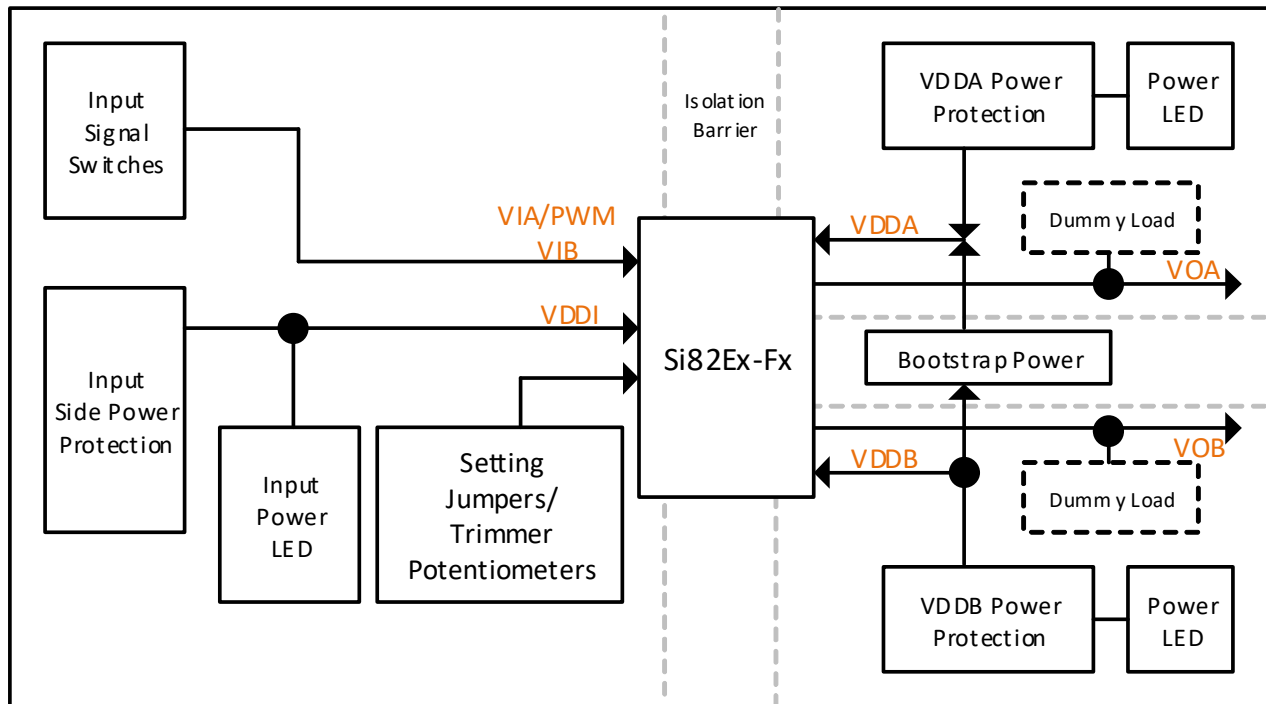 Input
Signal
Switches
Isolation
Barrier
VDDA Power
Protection
Power
LED
Dummy Load
VIA/PWM
VIB
VDDA
VOA
VDDI
Si82Ex-Fx
Bootstrap Power
Input
Side Power
Protection
Input
Power
LED
Setting
Jumpers/
Trimmer
Potentiometers
VDDB
VOB
Dummy Load
VDDB Power
Protection
Power
LED